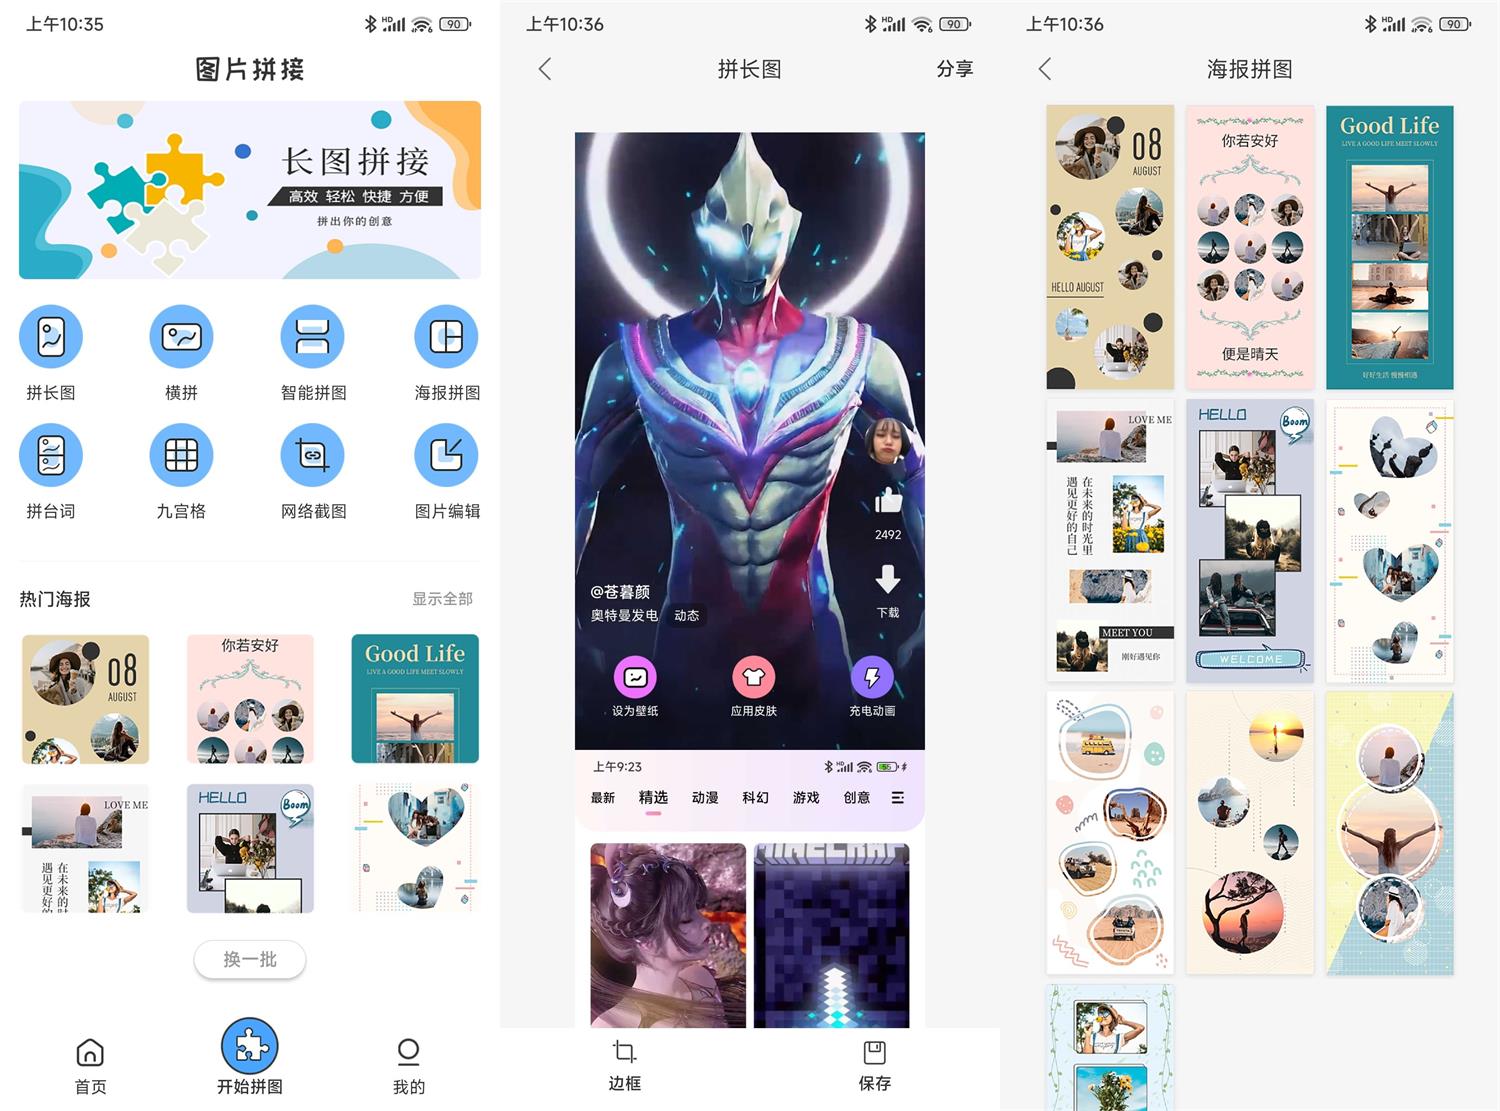 上午10:35
HD
6
90
图片拼接
长图拼接
高效 轻松 快捷 方便
拼出你的创意
拼长图
横拼
智能拼图
海报拼图
拼台词
九宫格
网络截图
图片编辑
热门海报
显示全部
08
AUGUST
你若安好
Good Life
LIVE A GOOD LIFE MEET SLOWLY
LOVE ME
在未来的时
遇见更好的
HELLO
Boom
换一批
首页
开始拼图
我的
上午10:36
HD
6
90
拼长图
分享
2492
下载
@苍暮颜
奥特曼发电
动态
设为壁纸
应用皮肤
充电动画
上午9:23
HD
55
最新
精选
动漫
科幻
游戏
创意
MINECRAFT
边框
保存
上午10:36
HD
6
90
海报拼图
08
AUGUST
HELLO AUGUST
你若安好
便是晴天
Good Life
LIVE A GOOD LIFE MEET SLOWLY
好好生活 慢慢相遇
LOVE ME
在未来的时光里
遇见更好的自己
MEET YOU
刚好遇见你
HELLO
Boom
WELCOME